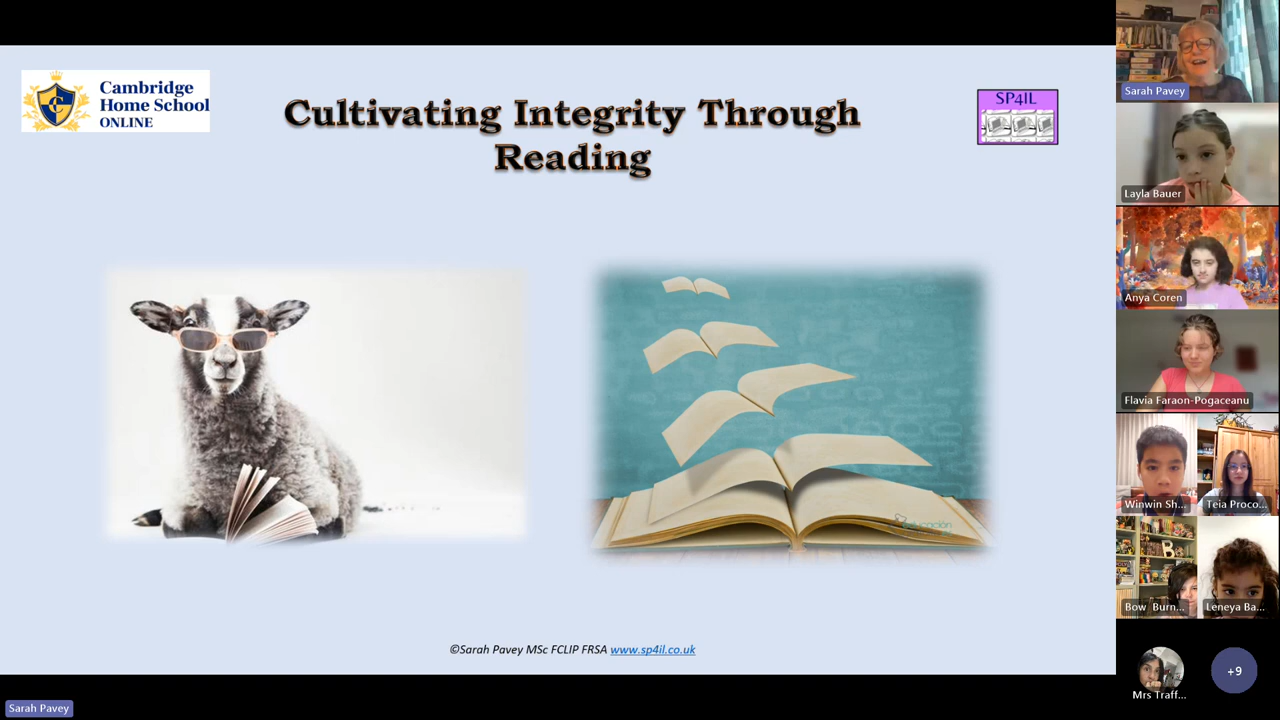 Cambridge
Home School
ONLINE
Cultivating Integrity Through
Reading
SP4IL
©Sarah Pavey MSc FCLIP FRSA www.sp4il.co.uk
Sarah Pavey
Sarah Pavey
Layla Bauer
Anya Coren
Flavia Faraon-Pogaceanu
Winwin Sh...
Teia Proco...
Bow Burn...
Leneya Ba...
Mrs Traff...
+9